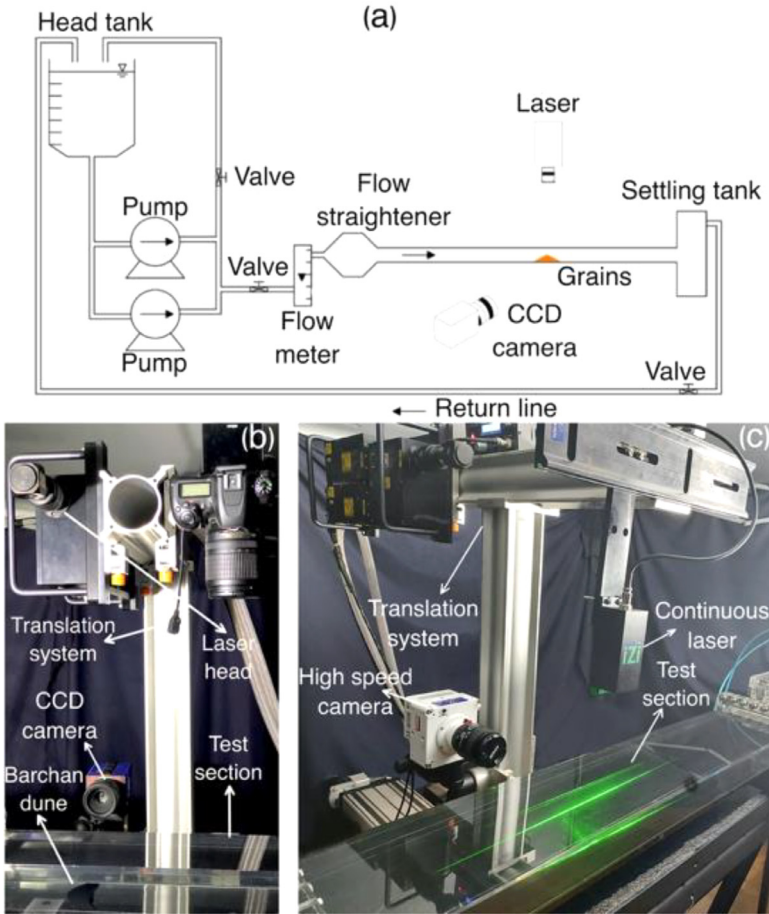 (a)
Head tank
Laser
Valve
Flow
straightener
Settling tank
Pump
Valve
Grains
Flow
meter
CCD
camera
Pump
Valve
Return line
(b)
Translation
system
Laser
head
CCD
camera
Test
section
Barchan
dune
(c)
Translation
system
Continuous
laser
High speed
camera
Test
section
iZi